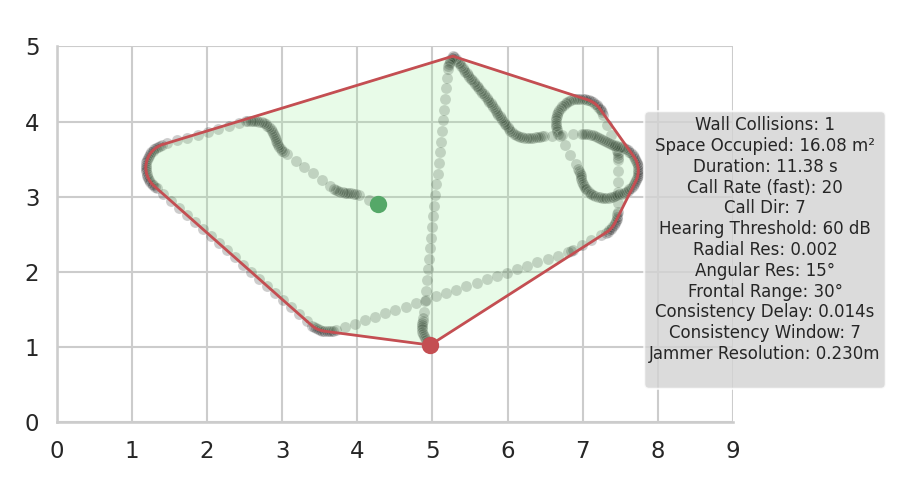 5
4
3
2
1
0
0 1 2 3 4 5 6 7 8 9
Wall Collisions: 1
Space Occupied: 16.08 m²
Duration: 11.38 s
Call Rate (fast): 20
Call Dir: 7
Hearing Threshold: 60 dB
Radial Res: 0.002
Angular Res: 15°
Frontal Range: 30°
Consistency Delay: 0.014s
Consistency Window: 7
Jammer Resolution: 0.230m